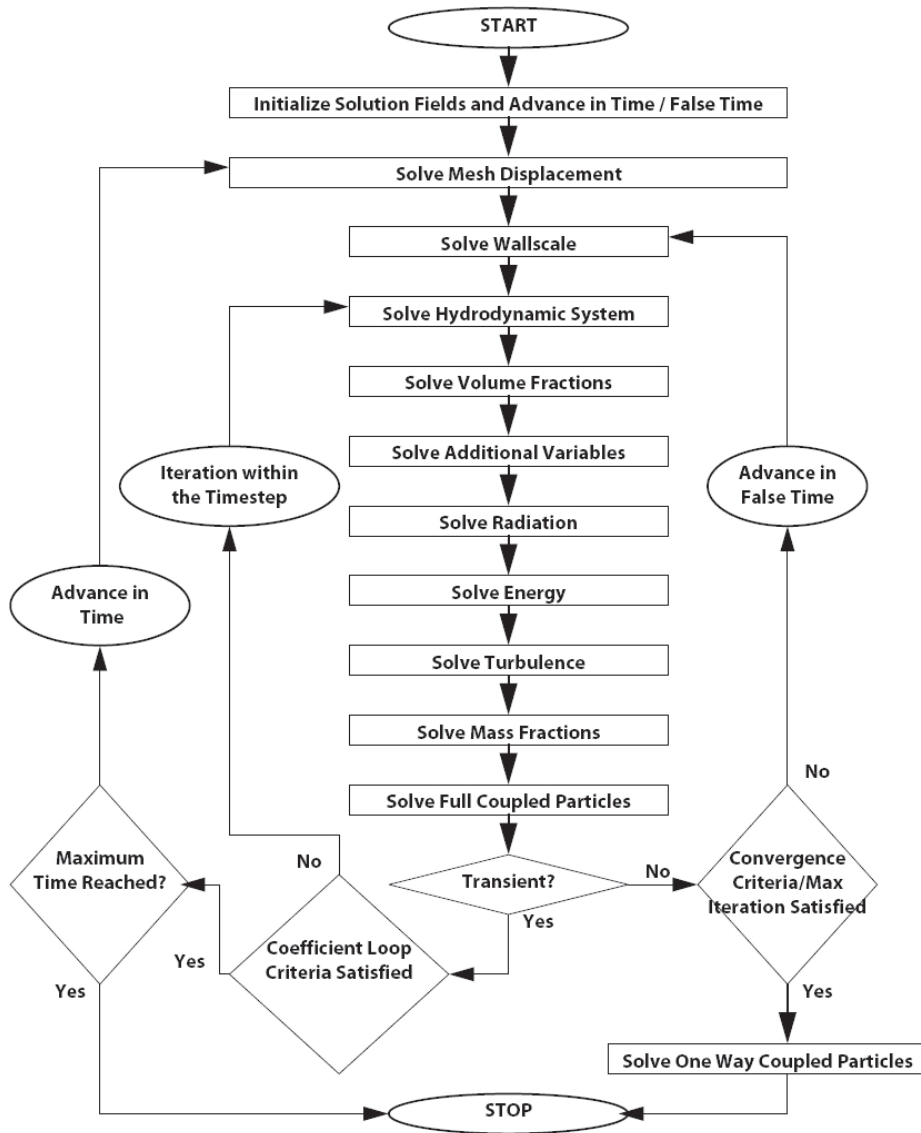 START
Initialize Solution Fields and Advance in Time / False Time
Solve Mesh Displacement
Solve Wallscale
Solve Hydrodynamic System
Solve Volume Fractions
Solve Additional Variables
Iteration within
the Timestep
Advance in
False Time
Solve Radiation
Solve Energy
Advance in
Time
Solve Turbulence
Solve Mass Fractions
No
Solve Full Coupled Particles
Maximum
Time Reached?
No
Transient?
No
Convergence
Criteria/Max
Iteration Satisfied
Yes
Coefficient Loop
Criteria Satisfied
Yes
Yes
Yes
Solve One Way Coupled Particles
STOP